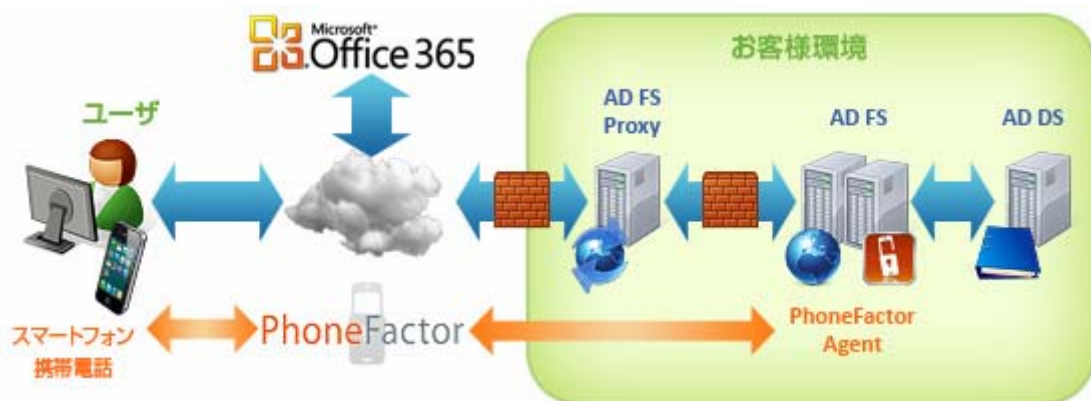 Microsoft®
Office 365
お客様環境
ユーザ
AD FS
Proxy
AD FS
AD DS
スマートフォン
携帯電話
PhoneFactor
PhoneFactor
Agent